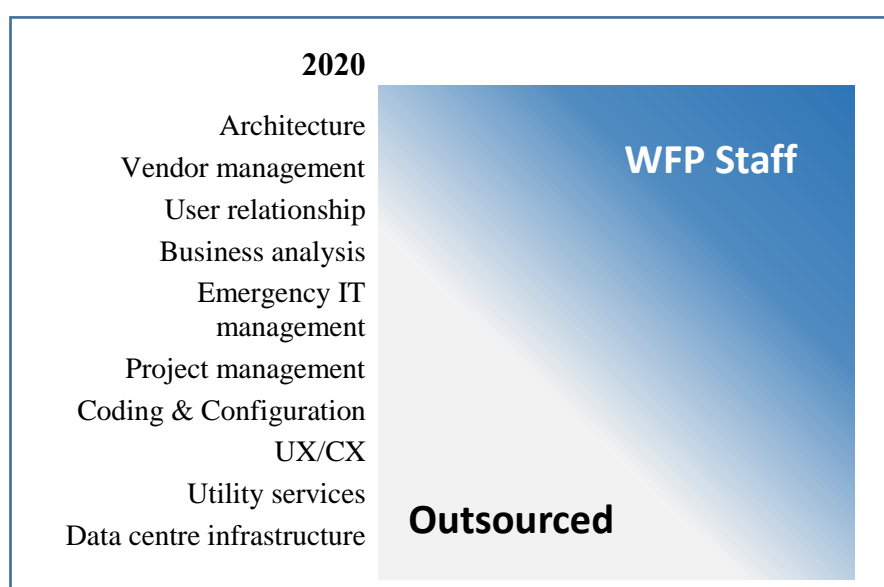 2020
Architecture
WFP Staff
Vendor management
User relationship
Business analysis
Emergency IT
management
Project management
Coding & Configuration
UX/CX
Utility services
Outsourced
Data centre infrastructure